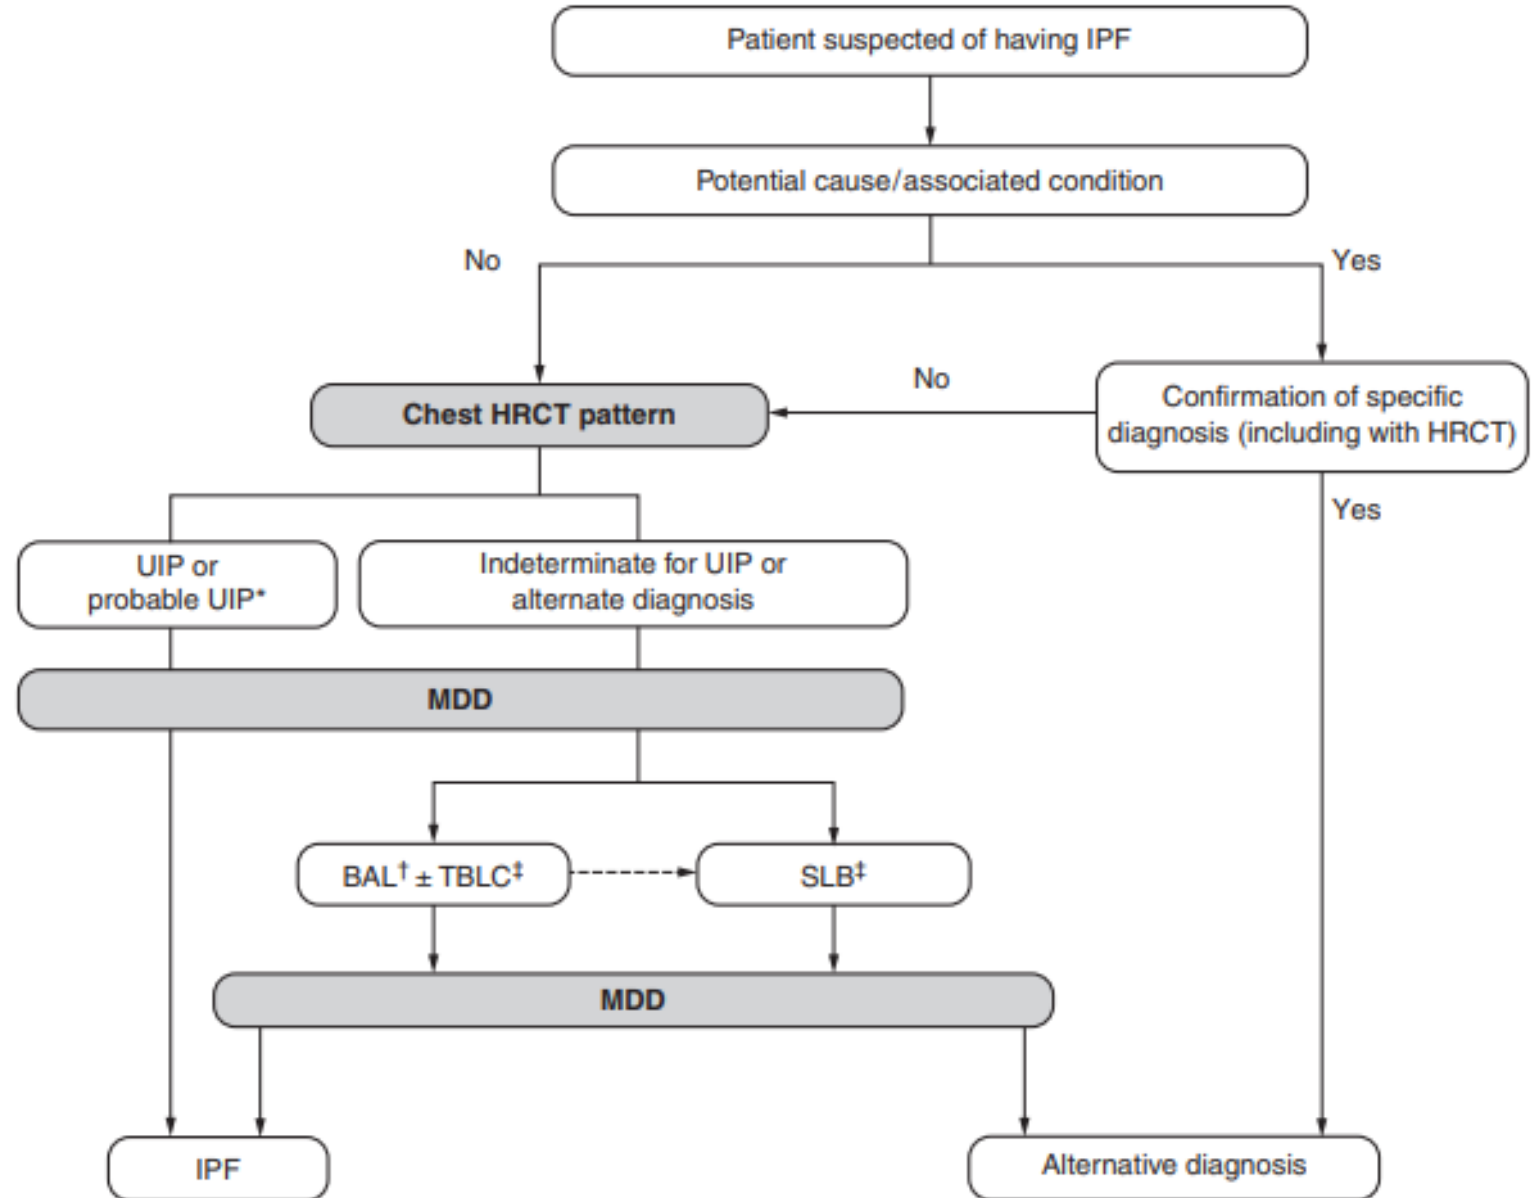 Patient suspected of having IPF
Potential cause/associated condition
No
Yes
No
Confirmation of specific
diagnosis (including with HRCT)
Chest HRCT pattern
Yes
UIP or
probable UIP*
Indeterminate for UIP or
alternate diagnosis
MDD
BAL† ± TBLC‡
SLB‡
MDD
IPF
Alternative diagnosis